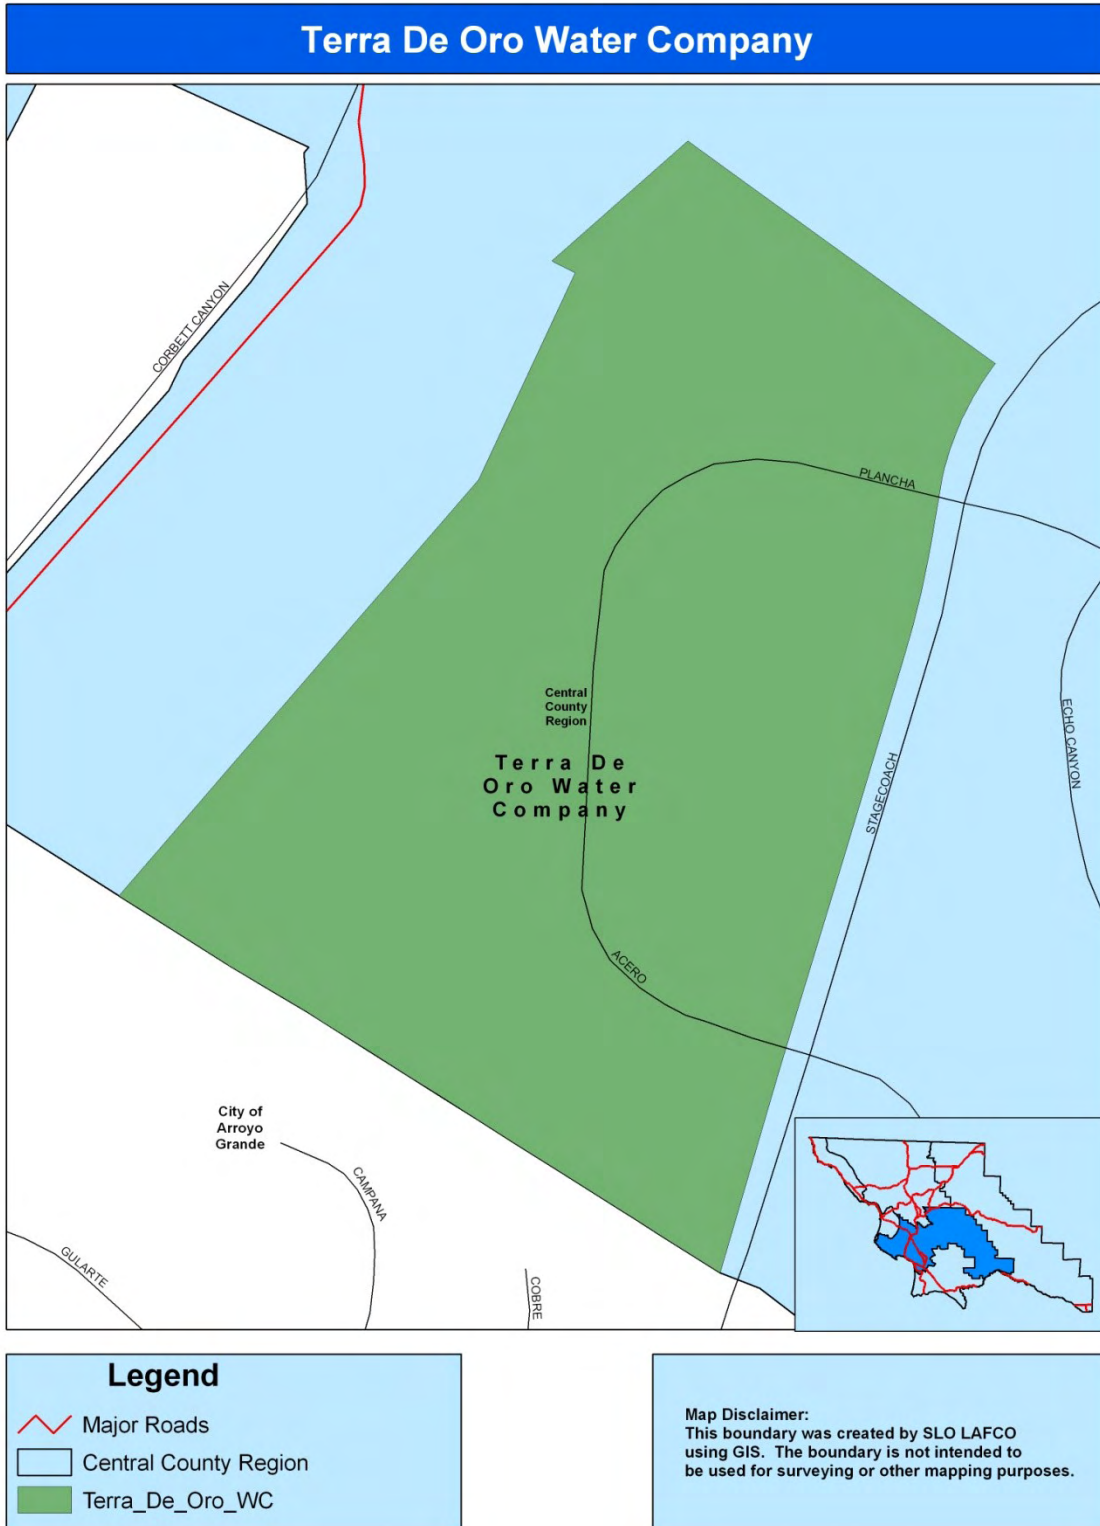 Terra De Oro Water Company
CORBETT CANYON
PLANCHA
Central
County
Region
ECHO CANYON
Terra De
Oro Water
Company
STAGECOACH
ACERO
City of
Arroyo
Grande
CAMPANA
GULARTE
COBRE
Legend
Major Roads
Central County Region
Terra_De_Oro_WC
Map Disclaimer:
This boundary was created by SLO LAFCO
using GIS. The boundary is not intended to
be used for surveying or other mapping purposes.